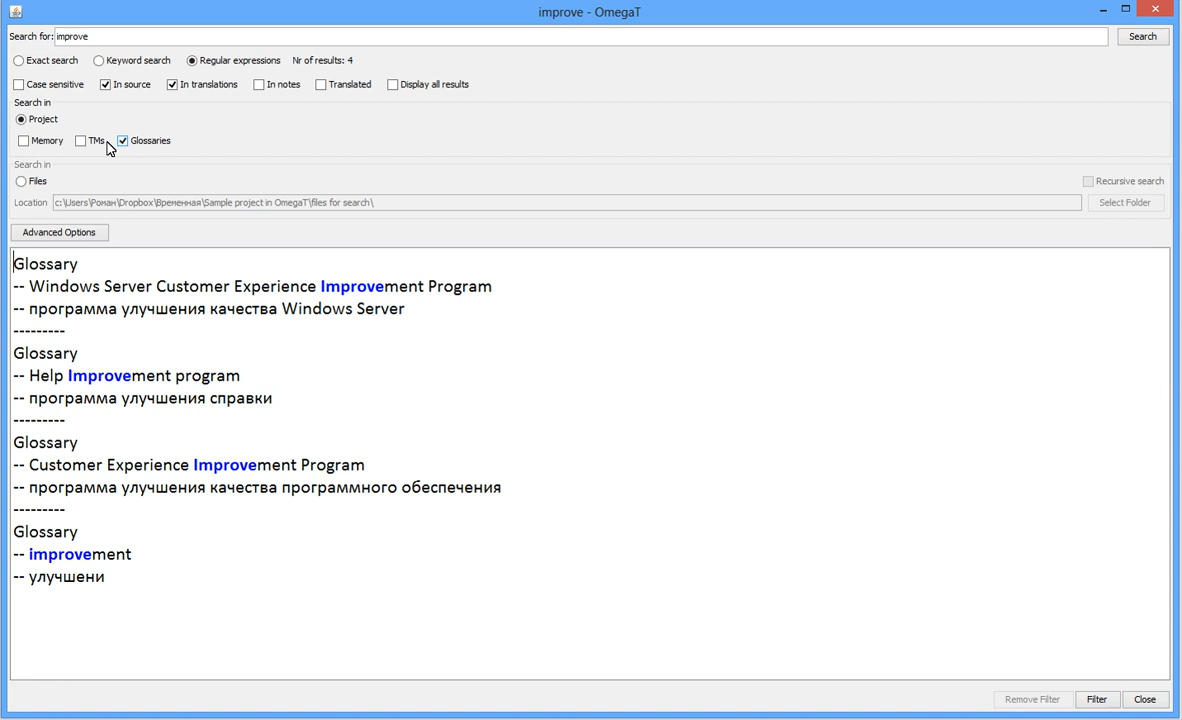 improve - OmegaT
Search for: improve Search
Exact search Keyword search Regular expressions Nr of results: 4
Case sensitive In source In translations In notes Translated Display all results
Search in
Project
Memory TMs Glossaries
Search in
Files Recursive search
Location c:\Users\Роман\Dropbox\Временная\Sample project in OmegaT\files for search\ Select Folder
Advanced Options
Glossary
-- Windows Server Customer Experience Improvement Program
-- программа улучшения качества Windows Server
---------
Glossary
-- Help Improvement program
-- программа улучшения справки
---------
Glossary
-- Customer Experience Improvement Program
-- программа улучшения качества программного обеспечения
---------
Glossary
-- improvement
-- улучшени
Remove Filter Filter Close